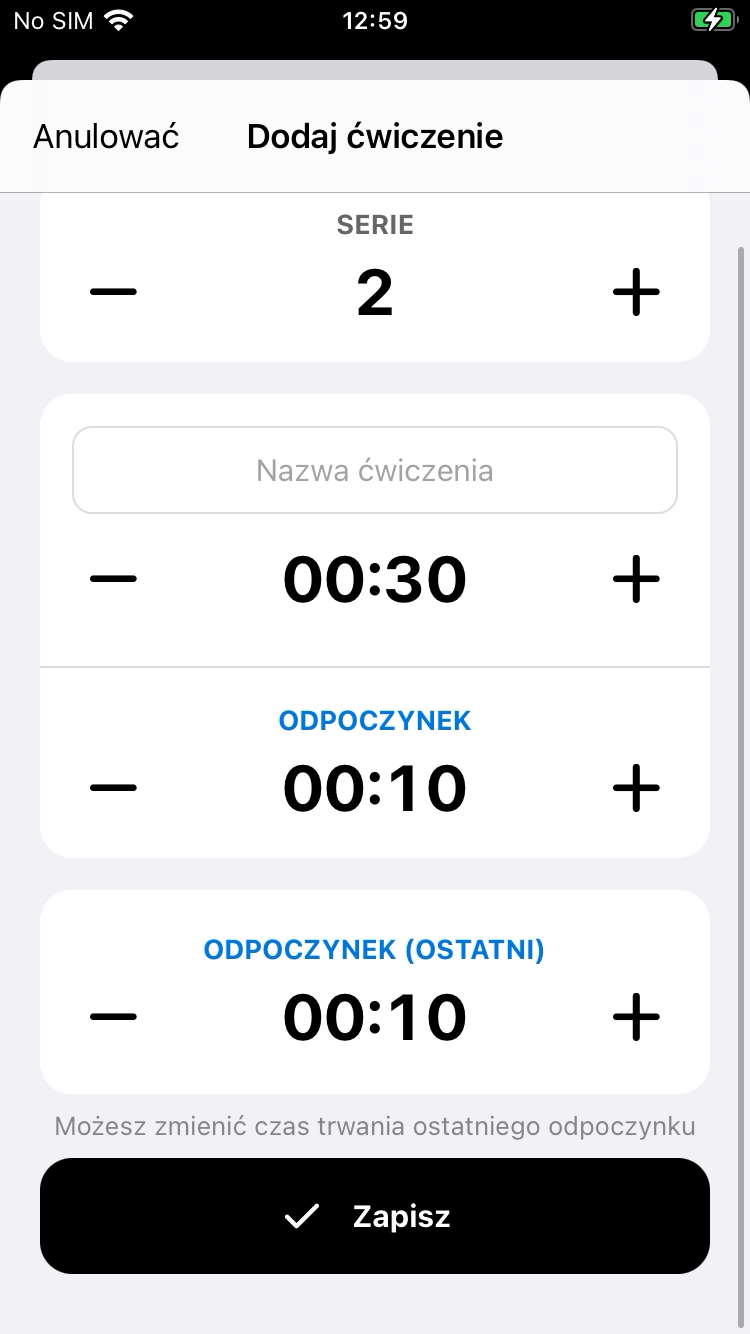 No SIM 12:59
Anulować Dodaj ćwiczenie
SERIE
2
Nazwa ćwiczenia
00:30
ODPOCZYNEK
00:10
ODPOCZYNEK (OSTATNI)
00:10
Możesz zmienić czas trwania ostatniego odpoczynku
Zapisz